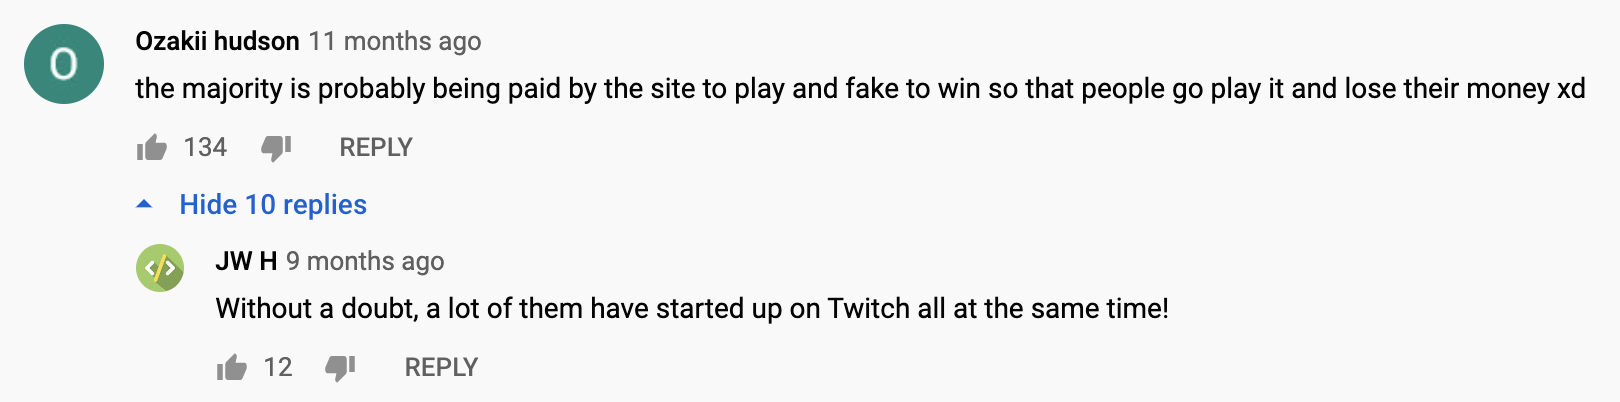 O
Ozakii hudson 11 months ago
the majority is probably being paid by the site to play and fake to win so that people go play it and lose their money xd
134 REPLY
Hide 10 replies
</>
JW H 9 months ago
Without a doubt, a lot of them have started up on Twitch all at the same time!
12 REPLY